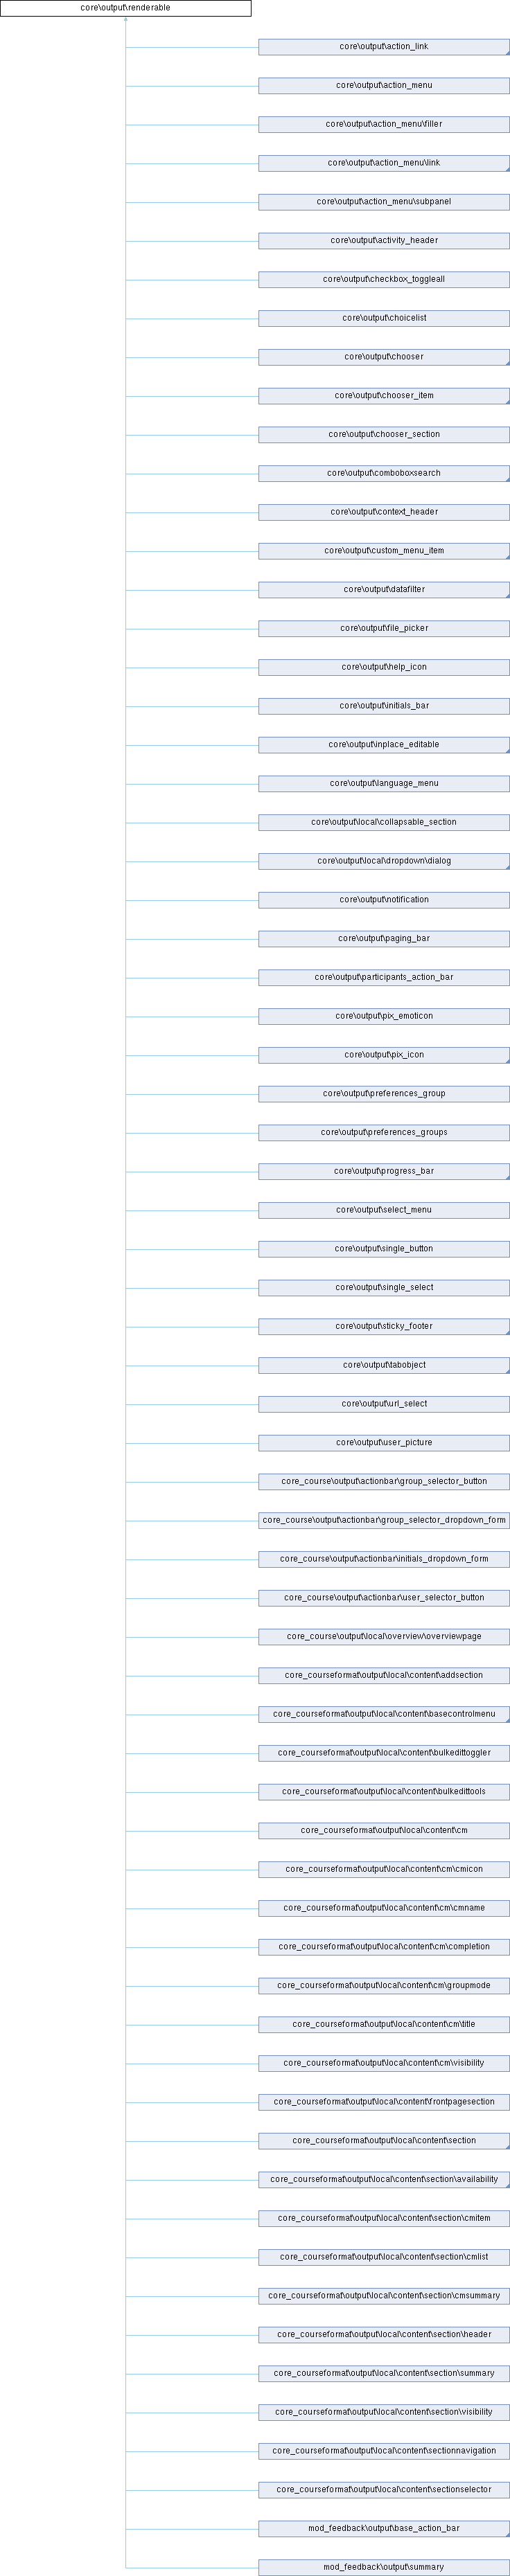 core\output\renderable
core\output\action_link
core\output\action_menu
core\output\action_menu\filler
core\output\action_menu\link
core\output\action_menu\subpanel
core\output\activity_header
core\output\checkbox_toggleall
core\output\choicelist
core\output\chooser
core\output\chooser_item
core\output\chooser_section
core\output\comboboxsearch
core\output\context_header
core\output\custom_menu_item
core\output\datafilter
core\output\file_picker
core\output\help_icon
core\output\initials_bar
core\output\inplace_editable
core\output\language_menu
core\output\local\collapsable_section
core\output\local\dropdown\dialog
core\output\notification
core\output\paging_bar
core\output\participants_action_bar
core\output\pix_emoticon
core\output\pix_icon
core\output\preferences_group
core\output\preferences_groups
core\output\progress_bar
core\output\select_menu
core\output\single_button
core\output\single_select
core\output\sticky_footer
core\output\tabobject
core\output\url_select
core\output\user_picture
core_course\output\actionbar\group_selector_button
core_course\output\actionbar\group_selector_dropdown_form
core_course\output\actionbar\initials_dropdown_form
core_course\output\actionbar\user_selector_button
core_course\output\local\overview\overviewpage
core_courseformat\output\local\content\addsection
core_courseformat\output\local\content\basecontrolmenu
core_courseformat\output\local\content\bulkedittoggler
core_courseformat\output\local\content\bulkedittools
core_courseformat\output\local\content\cm
core_courseformat\output\local\content\cm\cmicon
core_courseformat\output\local\content\cm\cmname
core_courseformat\output\local\content\cm\completion
core_courseformat\output\local\content\cm\groupmode
core_courseformat\output\local\content\cm\title
core_courseformat\output\local\content\cm\visibility
core_courseformat\output\local\content\frontpagesection
core_courseformat\output\local\content\section
core_courseformat\output\local\content\section\availability
core_courseformat\output\local\content\section\cmitem
core_courseformat\output\local\content\section\cmlist
core_courseformat\output\local\content\section\cmsummary
core_courseformat\output\local\content\section\header
core_courseformat\output\local\content\section\summary
core_courseformat\output\local\content\section\visibility
core_courseformat\output\local\content\sectionnavigation
core_courseformat\output\local\content\sectionselector
mod_feedback\output\base_action_bar
mod_feedback\output\summary